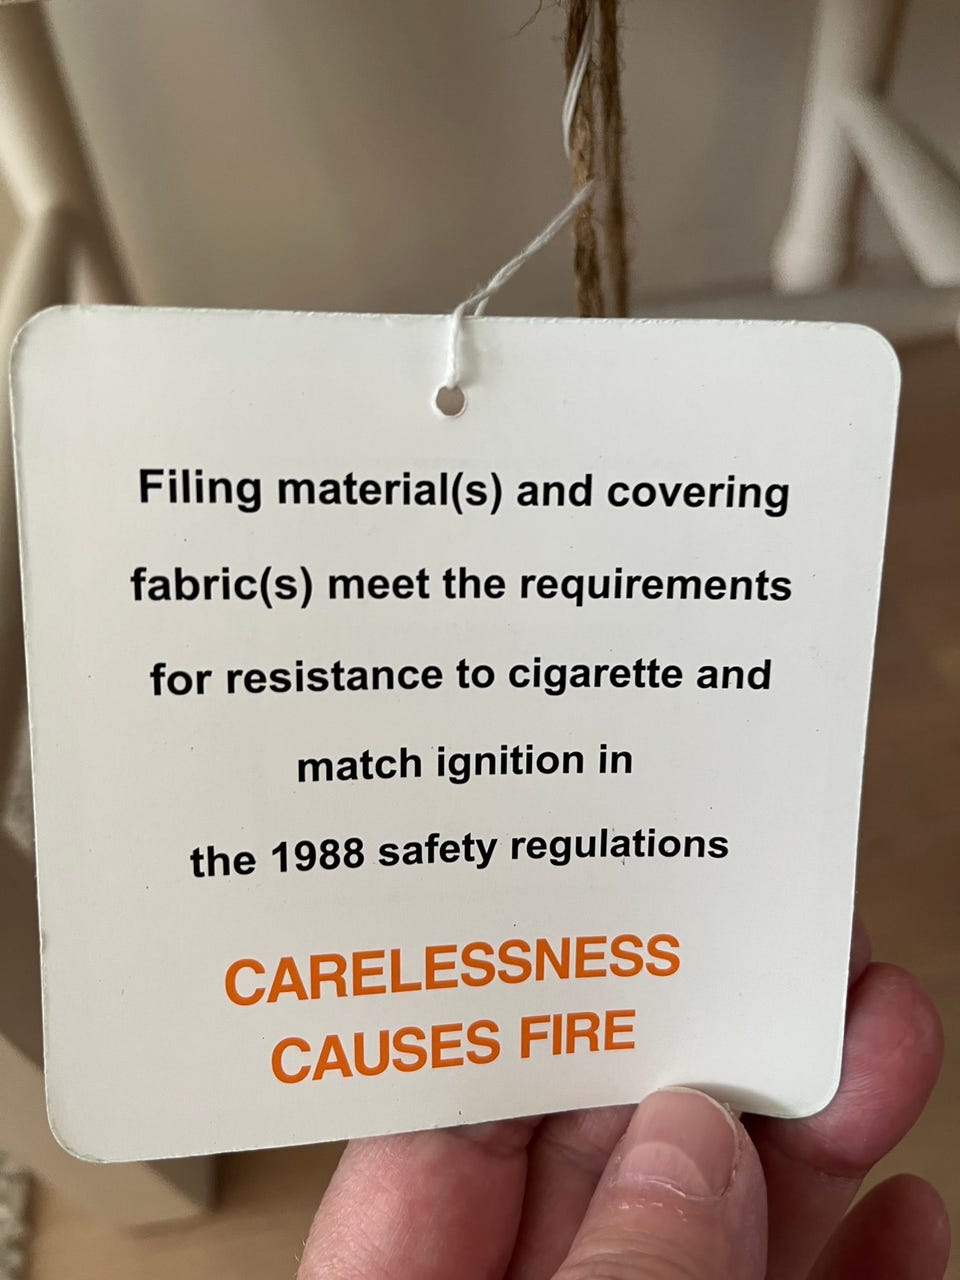 Filing material(s) and covering
fabric(s) meet the requirements
for resistance to cigarette and
match ignition in
the 1988 safety regulations
CARELESSNESS
CAUSES FIRE